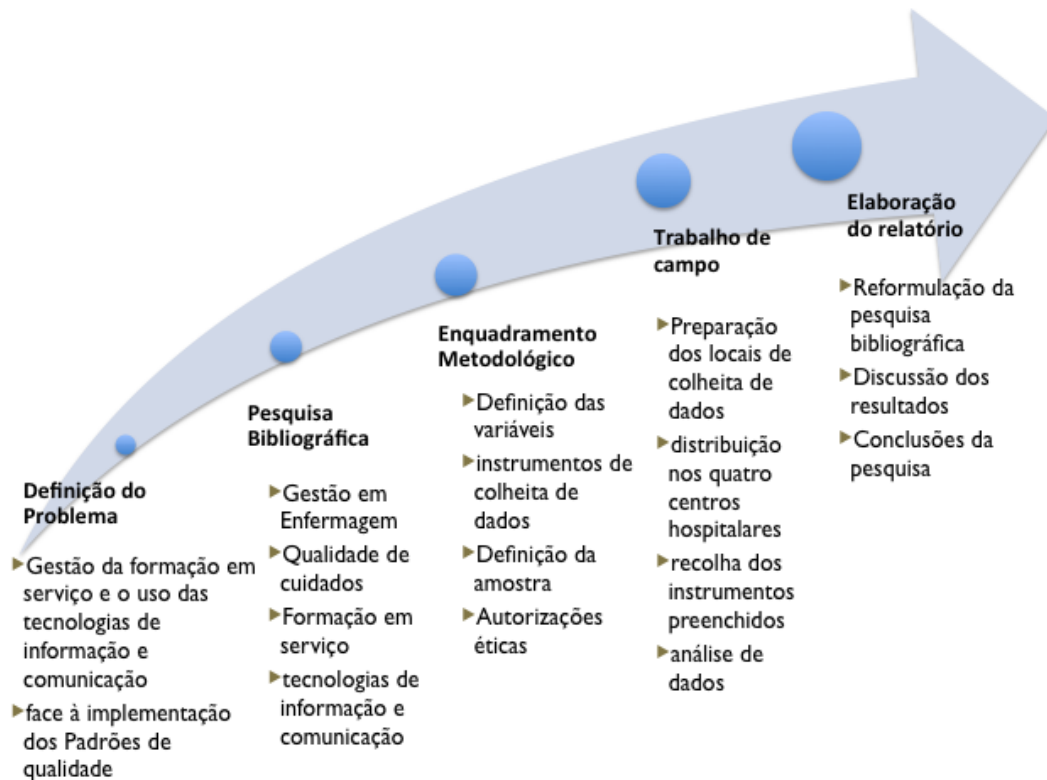 Definição do
Problema
▶Gestão da formação em
serviço e o uso das
tecnologias de
informação e
comunicação
▶face à implementação
dos Padrões de
qualidade
Pesquisa
Bibliográfica
▶Gestão em
Enfermagem
▶Qualidade de
cuidados
▶Formação em
serviço
▶tecnologias de
informação e
comunicação
Enquadramento
Metodológico
▶Definição das
variáveis
▶instrumentos de
colheita de
dados
▶Definição da
amostra
▶Autorizações
éticas
Trabalho de
campo
▶Preparação
dos locais de
colheita de
dados
▶distribuição
nos quatro
centros
hospitalares
▶recolha dos
instrumentos
preenchidos
▶análise de
dados
Elaboração
do relatório
▶Reformulação da
pesquisa
bibliográfica
▶Discussão dos
resultados
▶Conclusões da
pesquisa